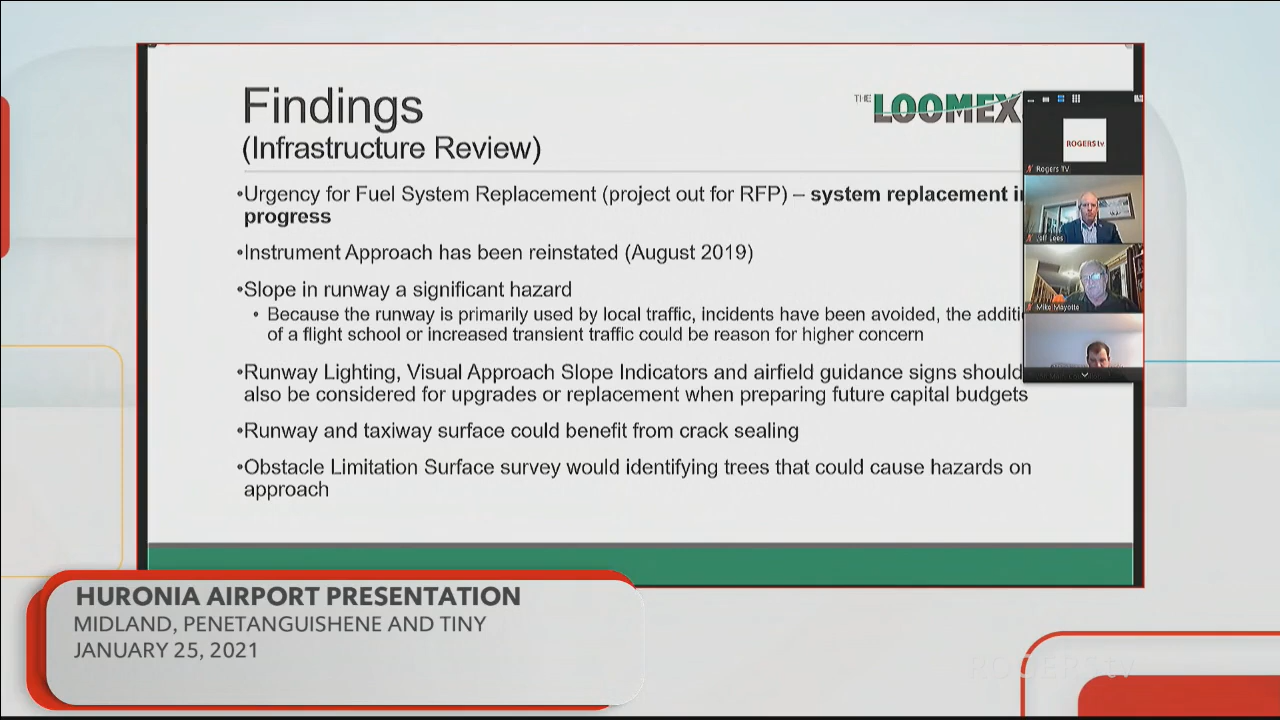 Findings
THE LOOMEX
(Infrastructure Review)
•Urgency for Fuel System Replacement (project out for RFP) – system replacement in
progress
•Instrument Approach has been reinstated (August 2019)
•Slope in runway a significant hazard
• Because the runway is primarily used by local traffic, incidents have been avoided, the additi
of a flight school or increased transient traffic could be reason for higher concern
•Runway Lighting, Visual Approach Slope Indicators and airfield guidance signs should
also be considered for upgrades or replacement when preparing future capital budgets
•Runway and taxiway surface could benefit from crack sealing
•Obstacle Limitation Surface survey would identifying trees that could cause hazards on
approach
ROGERS tv
Rogers TV
Jeff Lees
Mike Mayotte
HURONIA AIRPORT PRESENTATION
MIDLAND, PENETANGUISHENE AND TINY
JANUARY 25, 2021
ROGERS tv